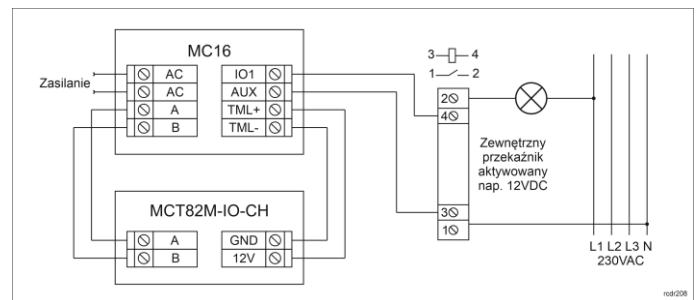 MC16
Zasilanie
AC IO1
AC AUX
A TML+
B TML-
MCT82M-IO-CH
A GND
B 12V
3 4
1 2
2
4
3
1
Zewnętrzny
przekaźnik
aktywowany
nap. 12VDC
L1 L2 L3 N
230VAC
rodr208